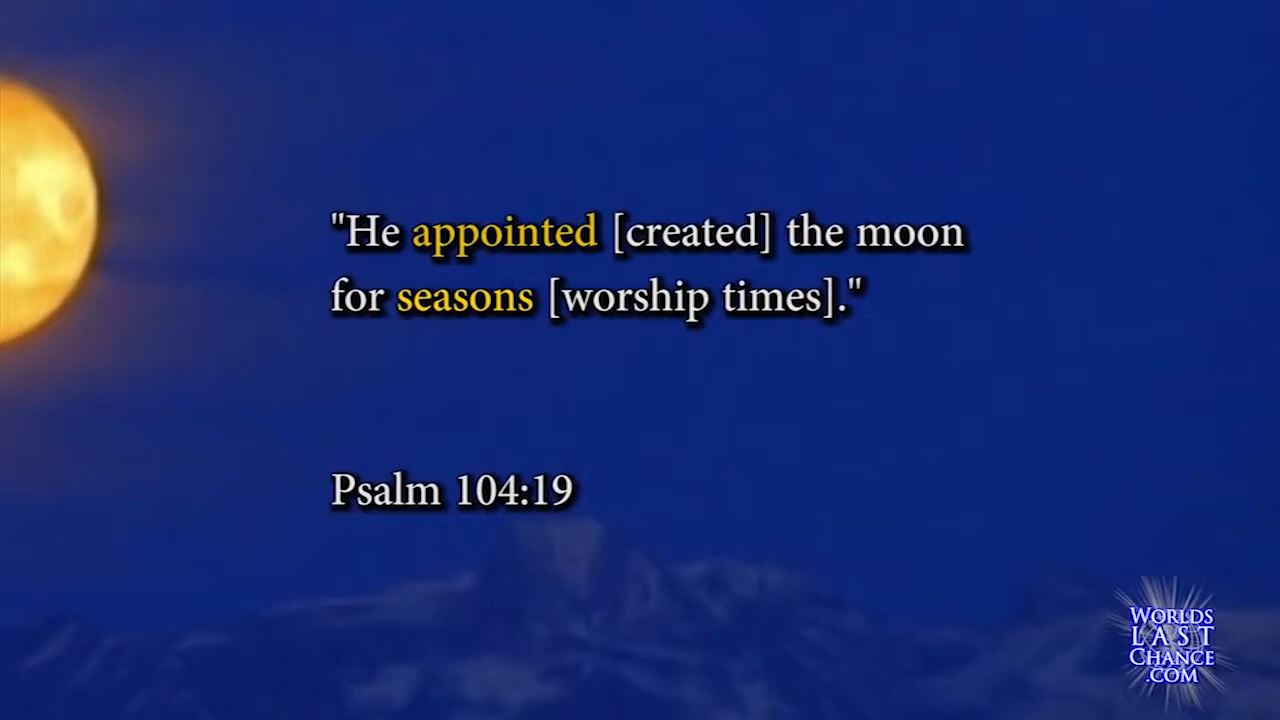 "He appointed [created] the moon
for seasons [worship times]."
Psalm 104:19
WORLDS
LAST
CHANCE
.COM